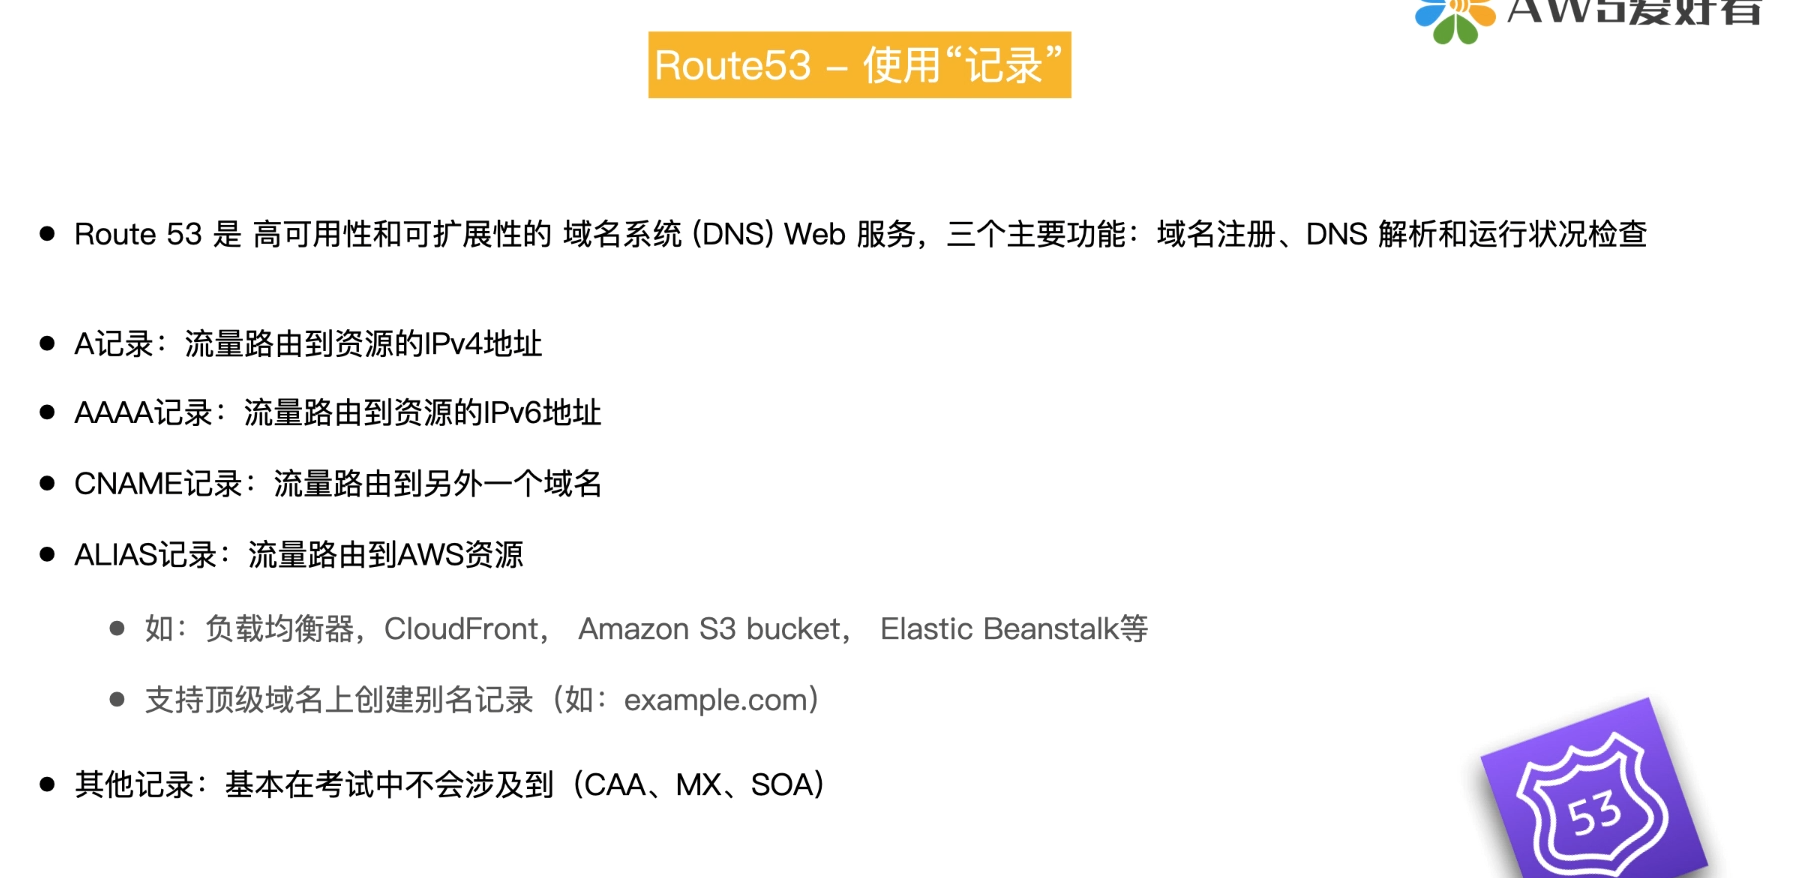 AWS爱好者
Route53 – 使用“记录”
● Route 53 是 高可用性和可扩展性的 域名系统 (DNS) Web 服务，三个主要功能：域名注册、DNS 解析和运行状况检查
● A记录：流量路由到资源的IPv4地址
● AAAA记录：流量路由到资源的IPv6地址
● CNAME记录：流量路由到另外一个域名
● ALIAS记录：流量路由到AWS资源
● 如：负载均衡器，CloudFront， Amazon S3 bucket， Elastic Beanstalk等
● 支持顶级域名上创建别名记录（如：example.com）
● 其他记录：基本在考试中不会涉及到（CAA、MX、SOA）
53